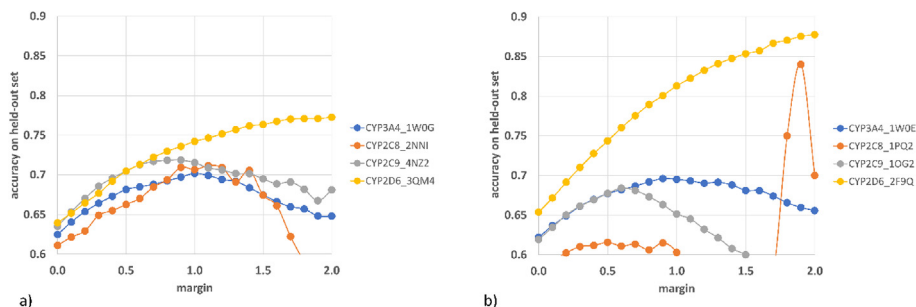 0.9
0.85
0.8
0.75
0.7
0.65
0.6
accuracy on held-out set
0.0 0.5 1.0 1.5 2.0
margin
CYP3A4_1W0G
CYP2C8_2NNI
CYP2C9_4NZ2
CYP2D6_3QM4
a)
0.9
0.85
0.8
0.75
0.7
0.65
0.6
accuracy on held-out set
0.0 0.5 1.0 1.5 2.0
margin
CYP3A4_1W0E
CYP2C8_1PQ2
CYP2C9_1OG2
CYP2D6_2F9Q
b)